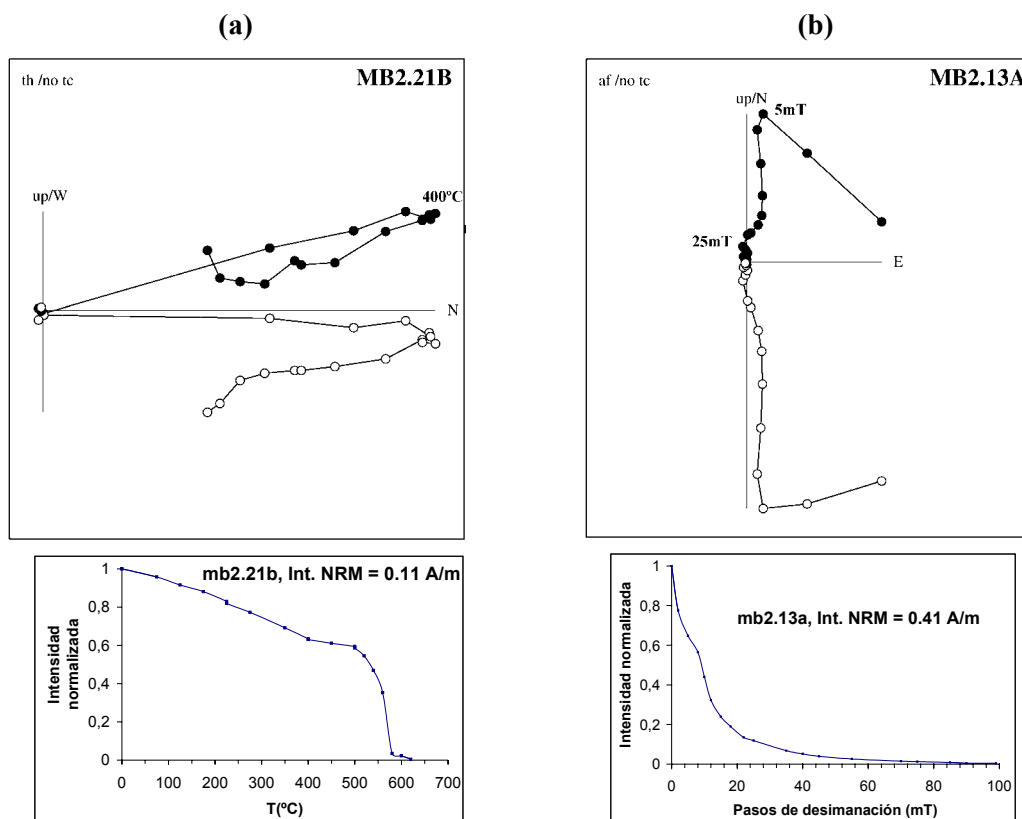 (a)
(b)
th /no tc
MB2.21B
up/W
400ºC
N
af /no tc
MB2.13A
up/N
5mT
25mT
E
mb2.21b, Int. NRM = 0.11 A/m
Intensidad
normalizada
1
0,8
0,6
0,4
0,2
0
0 100 200 300 400 500 600 700
T(ºC)
mb2.13a, Int. NRM = 0.41 A/m
Intensidad normalizada
1
0,8
0,6
0,4
0,2
0
0 20 40 60 80 100
Pasos de desimanación (mT)